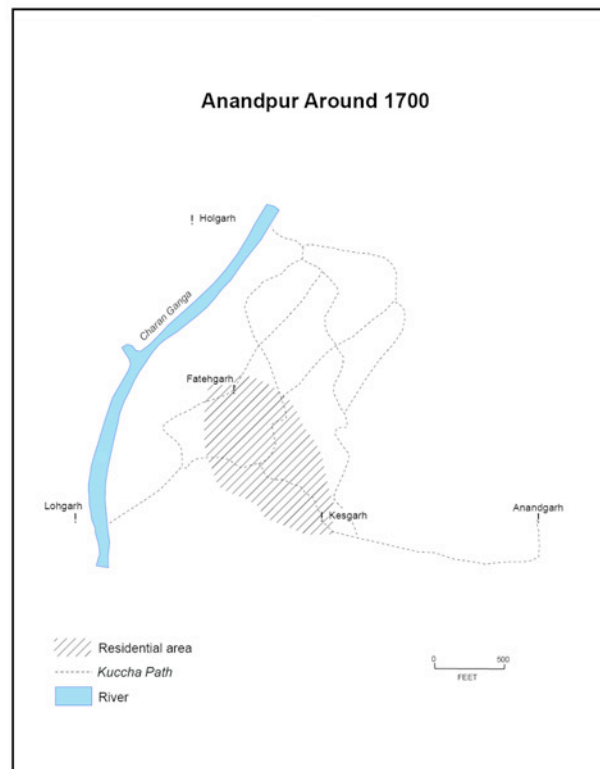 Anandpur Around 1700
Holgarh
Charan Ganga
Fatehgarh
Lohgarh
Kesgarh
Anandgarh
Residential area
Kuccha Path
River
0 500
FEET